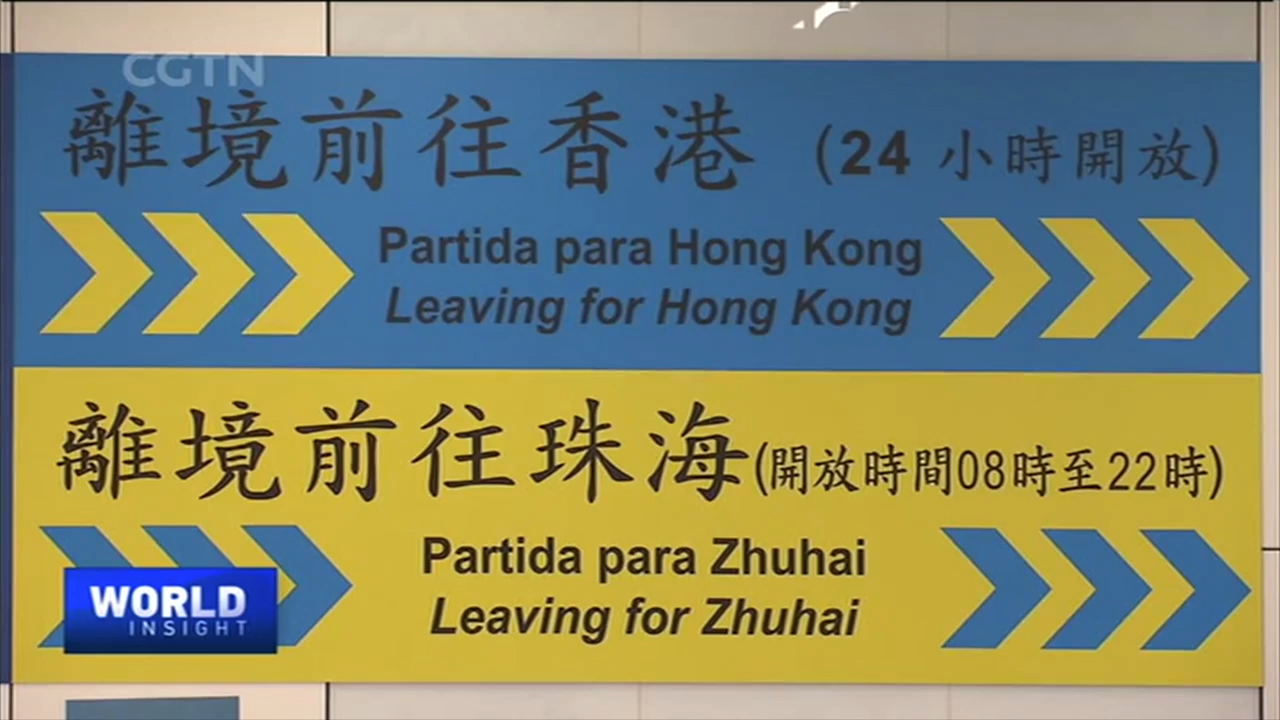 CGTN
離境前往香港 (24 小時開放)
Partida para Hong Kong
Leaving for Hong Kong
離境前往珠海 (開放時間08時至22時)
Partida para Zhuhai
Leaving for Zhuhai
WORLD
INSIGHT